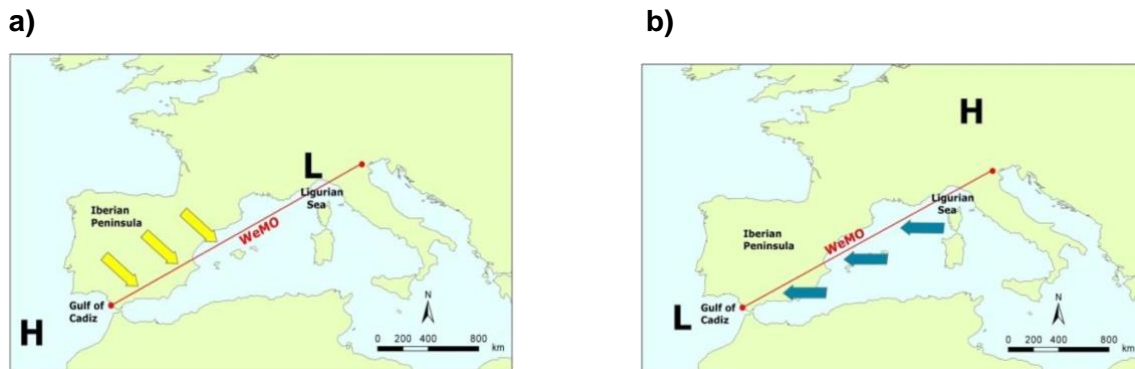 a)
L
Ligurian
Sea
Iberian
Peninsula
WeMO
Gulf of
Cadiz
H
N
0 200 400 800
km
b)
H
Ligurian
Sea
Iberian
Peninsula
WeMO
L
Gulf of
Cadiz
N
0 200 400 800
km